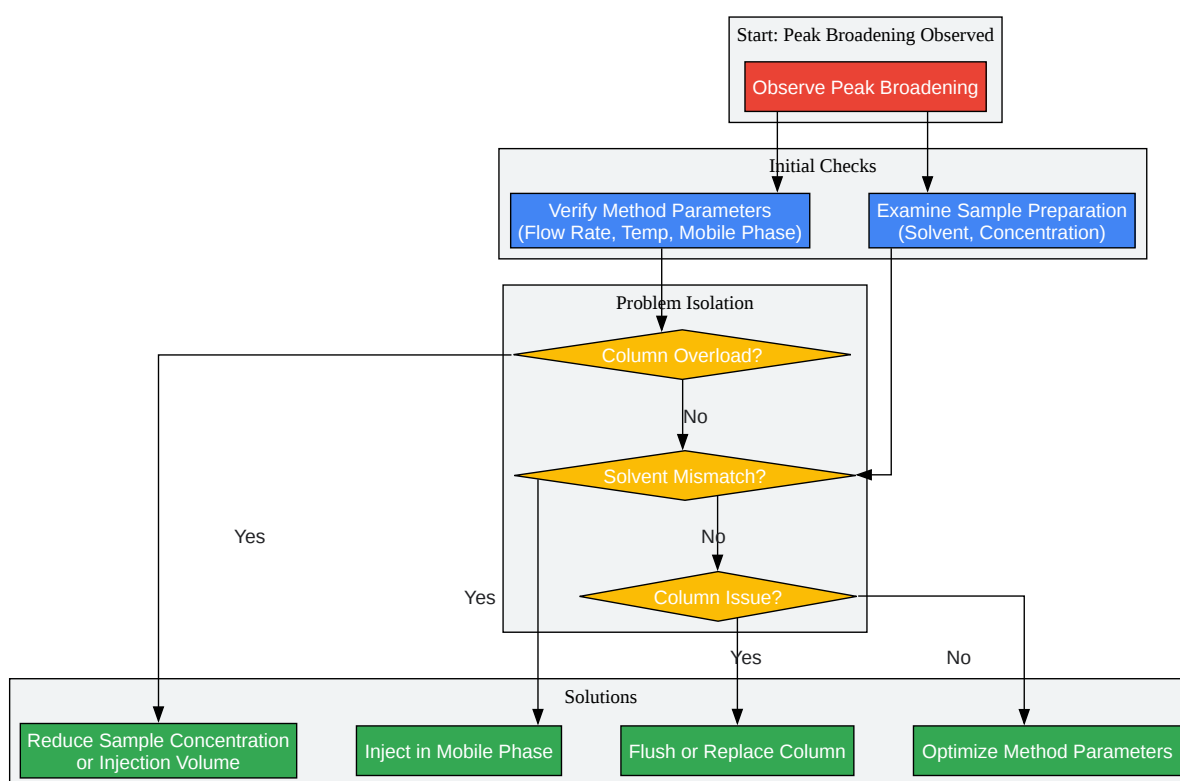 Start: Peak Broadening Observed
Observe Peak Broadening
Initial Checks
Verify Method Parameters
(Flow Rate, Temp, Mobile Phase)
Examine Sample Preparation
(Solvent, Concentration)
Problem Isolation
Column Overload?
No
Solvent Mismatch?
Yes
No
Column Issue?
Yes
Yes
No
Solutions
Reduce Sample Concentration
or Injection Volume
Inject in Mobile Phase
Flush or Replace Column
Optimize Method Parameters